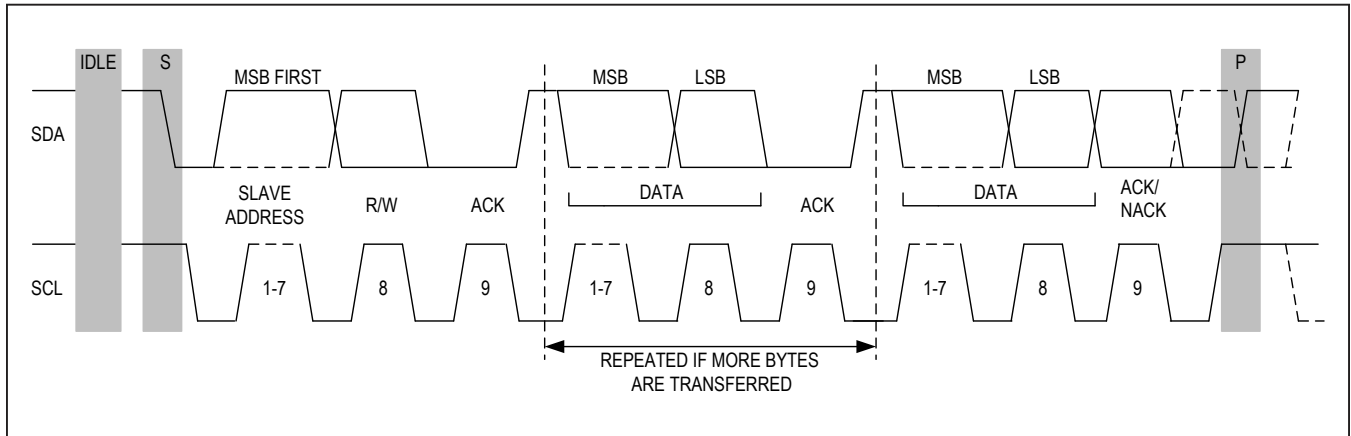 IDLE S P
MSB FIRST MSB LSB MSB LSB
SDA
SLAVE
ADDRESS R/W ACK DATA ACK DATA ACK/
NACK
SCL 1-7 8 9 1-7 8 9 1-7 8 9
REPEATED IF MORE BYTES
ARE TRANSFERRED